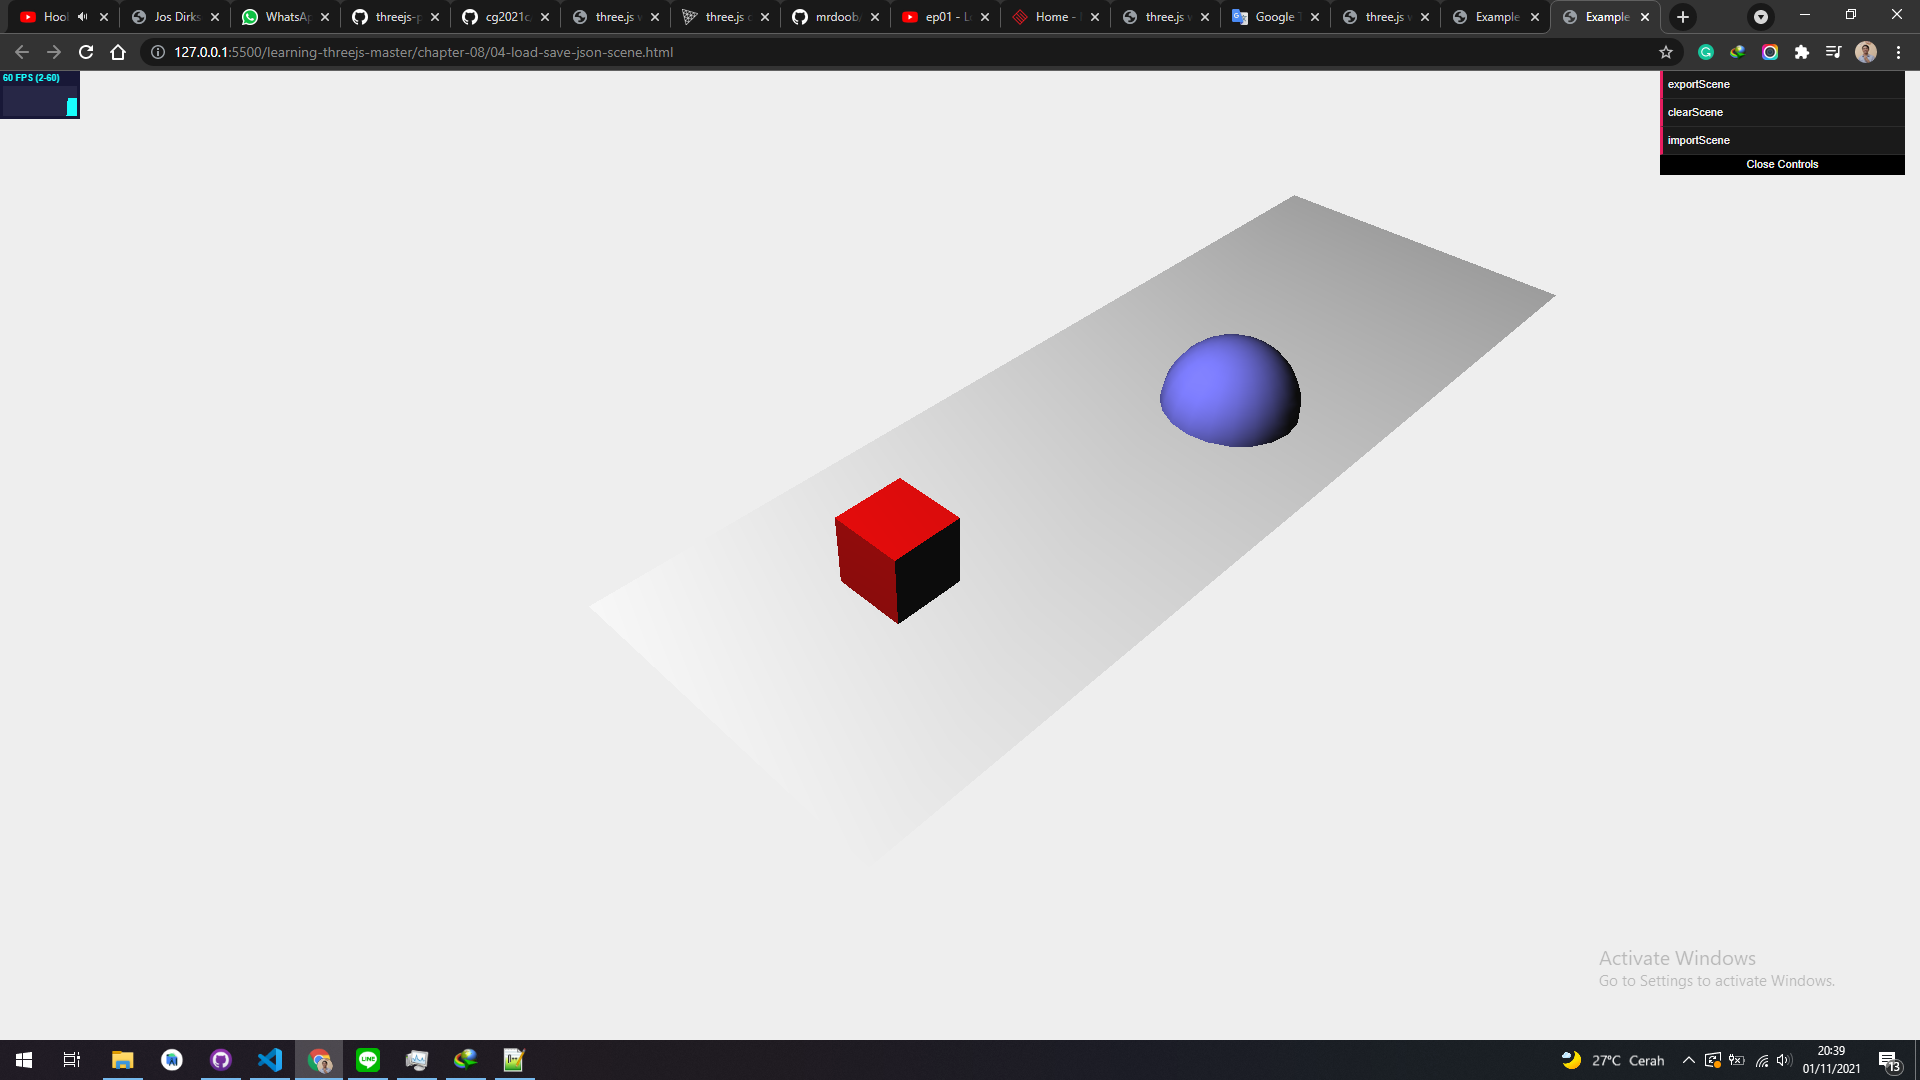 Hool
Jos Dirks
WhatsAp
threejs-p
cg2021c
three.js w
three.js d
mrdoob/
ep01 - Le
Home -
three.js w
Google T
three.js w
Example
Example
127.0.0.1:5500/learning-threejs-master/chapter-08/04-load-save-json-scene.html
60 FPS (2-60)
exportScene
clearScene
importScene
Close Controls
Activate Windows
Go to Settings to activate Windows.
27°C Cerah
20:39
01/11/2021
13